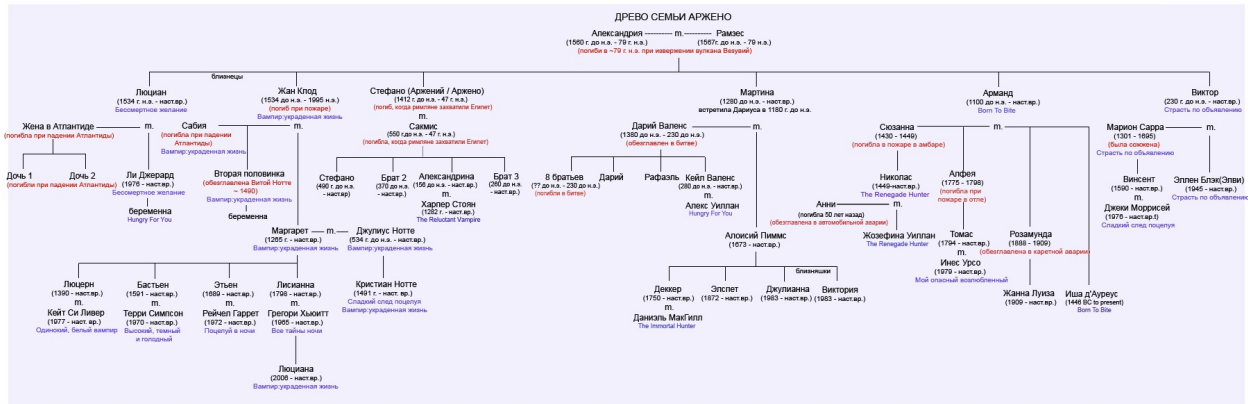 ДРЕВО СЕМЬИ АРЖЕНО
Александрия ---------- m.--------- Рамзес
(1560 г. до н.э. - 79 г. н.э.) (1567г. до н.э. - 79 н.э.)
(погиби в ~79 г. н.э. при извержении вулкана Везувий)
близнецы
Люциан
(1534 г. н.э. - наст.вр.)
Бессмертное желание
Жан Клод
(1534 до н.э. - 1995 н.э.)
(погиб при пожаре)
Вампир:украденная жизнь
Стефано (Аржений / Аржено)
(1412 г. до н.э. - 47 г. н.э.)
(погиб, когда римляне захватили Египет)
m.
Сакмис
(550 г.до н.э. - 47 г. н.э.)
(погибла, когда римляне захватили Египет)
Мартина
(1280 до н.э. - наст.вр.)
встретила Дариуса в 1180 г. до н.э.
Арманд
(1100 до н.э. - наст.вр.)
Born To Bite
Виктор
(230 г. до н.э. - наст.вр.)
Страсть по объявлению
Жена в Атлантиде
(погибла при падении Атлантиды)
m.
Дочь 1 Дочь 2
(погибли при падении Атлантиды)
Ли Джерард
(1976 - наст.вр.)
Бессмертное желание
беременна
Hungry For You
Сабия
(погибла при падении
Атлантиды)
Вампир:украденная жизнь
m.
Вторая половинка
(обезглавлена Витой Нотте
~ 1490)
Вампир:украденная жизнь
беременна
Маргарет
(1265 г. - наст.вр.)
Вампир:украденная жизнь
m.
Джулиус Нотте
(534 г. до н.э. - наст.вр.)
Вампир:украденная жизнь
Кристиан Нотте
(1491 г. - наст. вр.)
Сладкий след поцелуя
Вампир:украденная жизнь
Стефано
(490 г. до н.э.
- наст.вр.)
Брат 2
(370 до н.э.
- наст.вр.)
Александрина
(156 до н.э. - наст.вр.)
m.
Харпер Стоян
(1282 г. - наст.вр.)
The Reluctant Vampire
Брат 3
(260 до н.э.
- наст.вр.)
Люцерн
(1390 - наст.вр.)
m.
Кейт Си Ливер
(1977 - наст. вр.)
Одинокий, белый вампир
Бастьен
(1591 - наст.вр.)
m.
Терри Симпсон
(1970 - наст.вр.)
Высокий, темный
и голодный
Этьен
(1689 - наст.вр.)
m.
Рейчел Гаррет
(1972 - наст.вр.)
Поцелуй в ночи
Лисианна
(1798 - наст.вр.)
m.
Грегори Хьюитт
(1965 - наст.вр.)
Все тайны ночи
Люциана
(2006 - наст.вр.)
Вампир:украденная жизнь
Дарий Валенс
(1380 до н.э. - 230 до н.э.)
(обезглавлен в битве)
m.
8 братьев
(?? до н.э. - 230 до н.э.)
(погибли в битве)
Дарий
Рафаэль
Кейл Валенс
(280 до н.э. - наст.вр.)
m.
Алекс Уиллан
Hungry For You
Алоисий Пиммс
(1673 - наст.вр.)
близняшки
Деккер
(1750 - наст.вр.)
m.
Даниэль МакГилл
The Immortal Hunter
Элспет
(1872 - наст.вр.)
Джулианна
(1983 - наст.вр.)
Виктория
(1983 - наст.вр.)
Сюзанна
(1430 - 1449)
(погибла в пожаре в амбаре)
m. m. m.
Николас
(1449-наст.вр.)
The Renegade Hunter
Анни
(погибла 50 лет назад)
(обезглавлена в автомобильной аварии)
m.
Жозефина Уиллан
The Renegade Hunter
Алфея
(1775 - 1798)
(погибла при
пожаре в отле)
Томас
(1794 - наст.вр.)
m.
Инес Урсо
(1979 - наст.вр.)
Мой опасный возлюбленный
Розамунда
(1888 - 1909)
(обезглавлена в каретной аварии)
Жанна Луиза
(1909 - наст.вр.)
Иша д'Ауреус
(1446 BC to present)
Born To Bite
Марион Сарра
(1301 - 1695)
(была сожжена)
Страсть по объявлению
m.
Винсент
(1590 - наст.вр.)
m.
Джеки Моррисей
(1976 -наст.вр.t)
Сладкий след поцелуя
Эллен Блэк(Элви)
(1945 - наст.вр.)
Страсть по объявлению